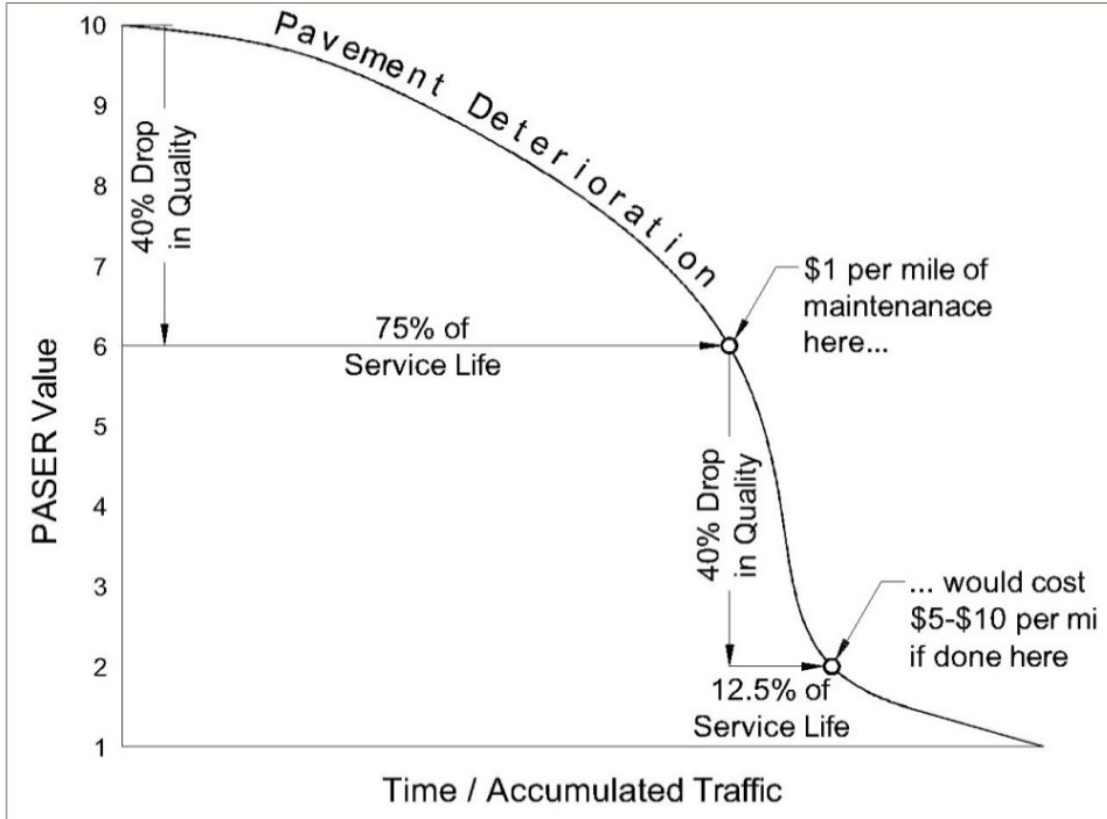 10
9
8
7
6
5
4
3
2
1
PASER Value
Time / Accumulated Traffic
Pavement Deterioration
40% Drop
in Quality
75% of
Service Life
$1 per mile of
maintenanace
here...
40% Drop
in Quality
12.5% of
Service Life
... would cost
$5-$10 per mi
if done here